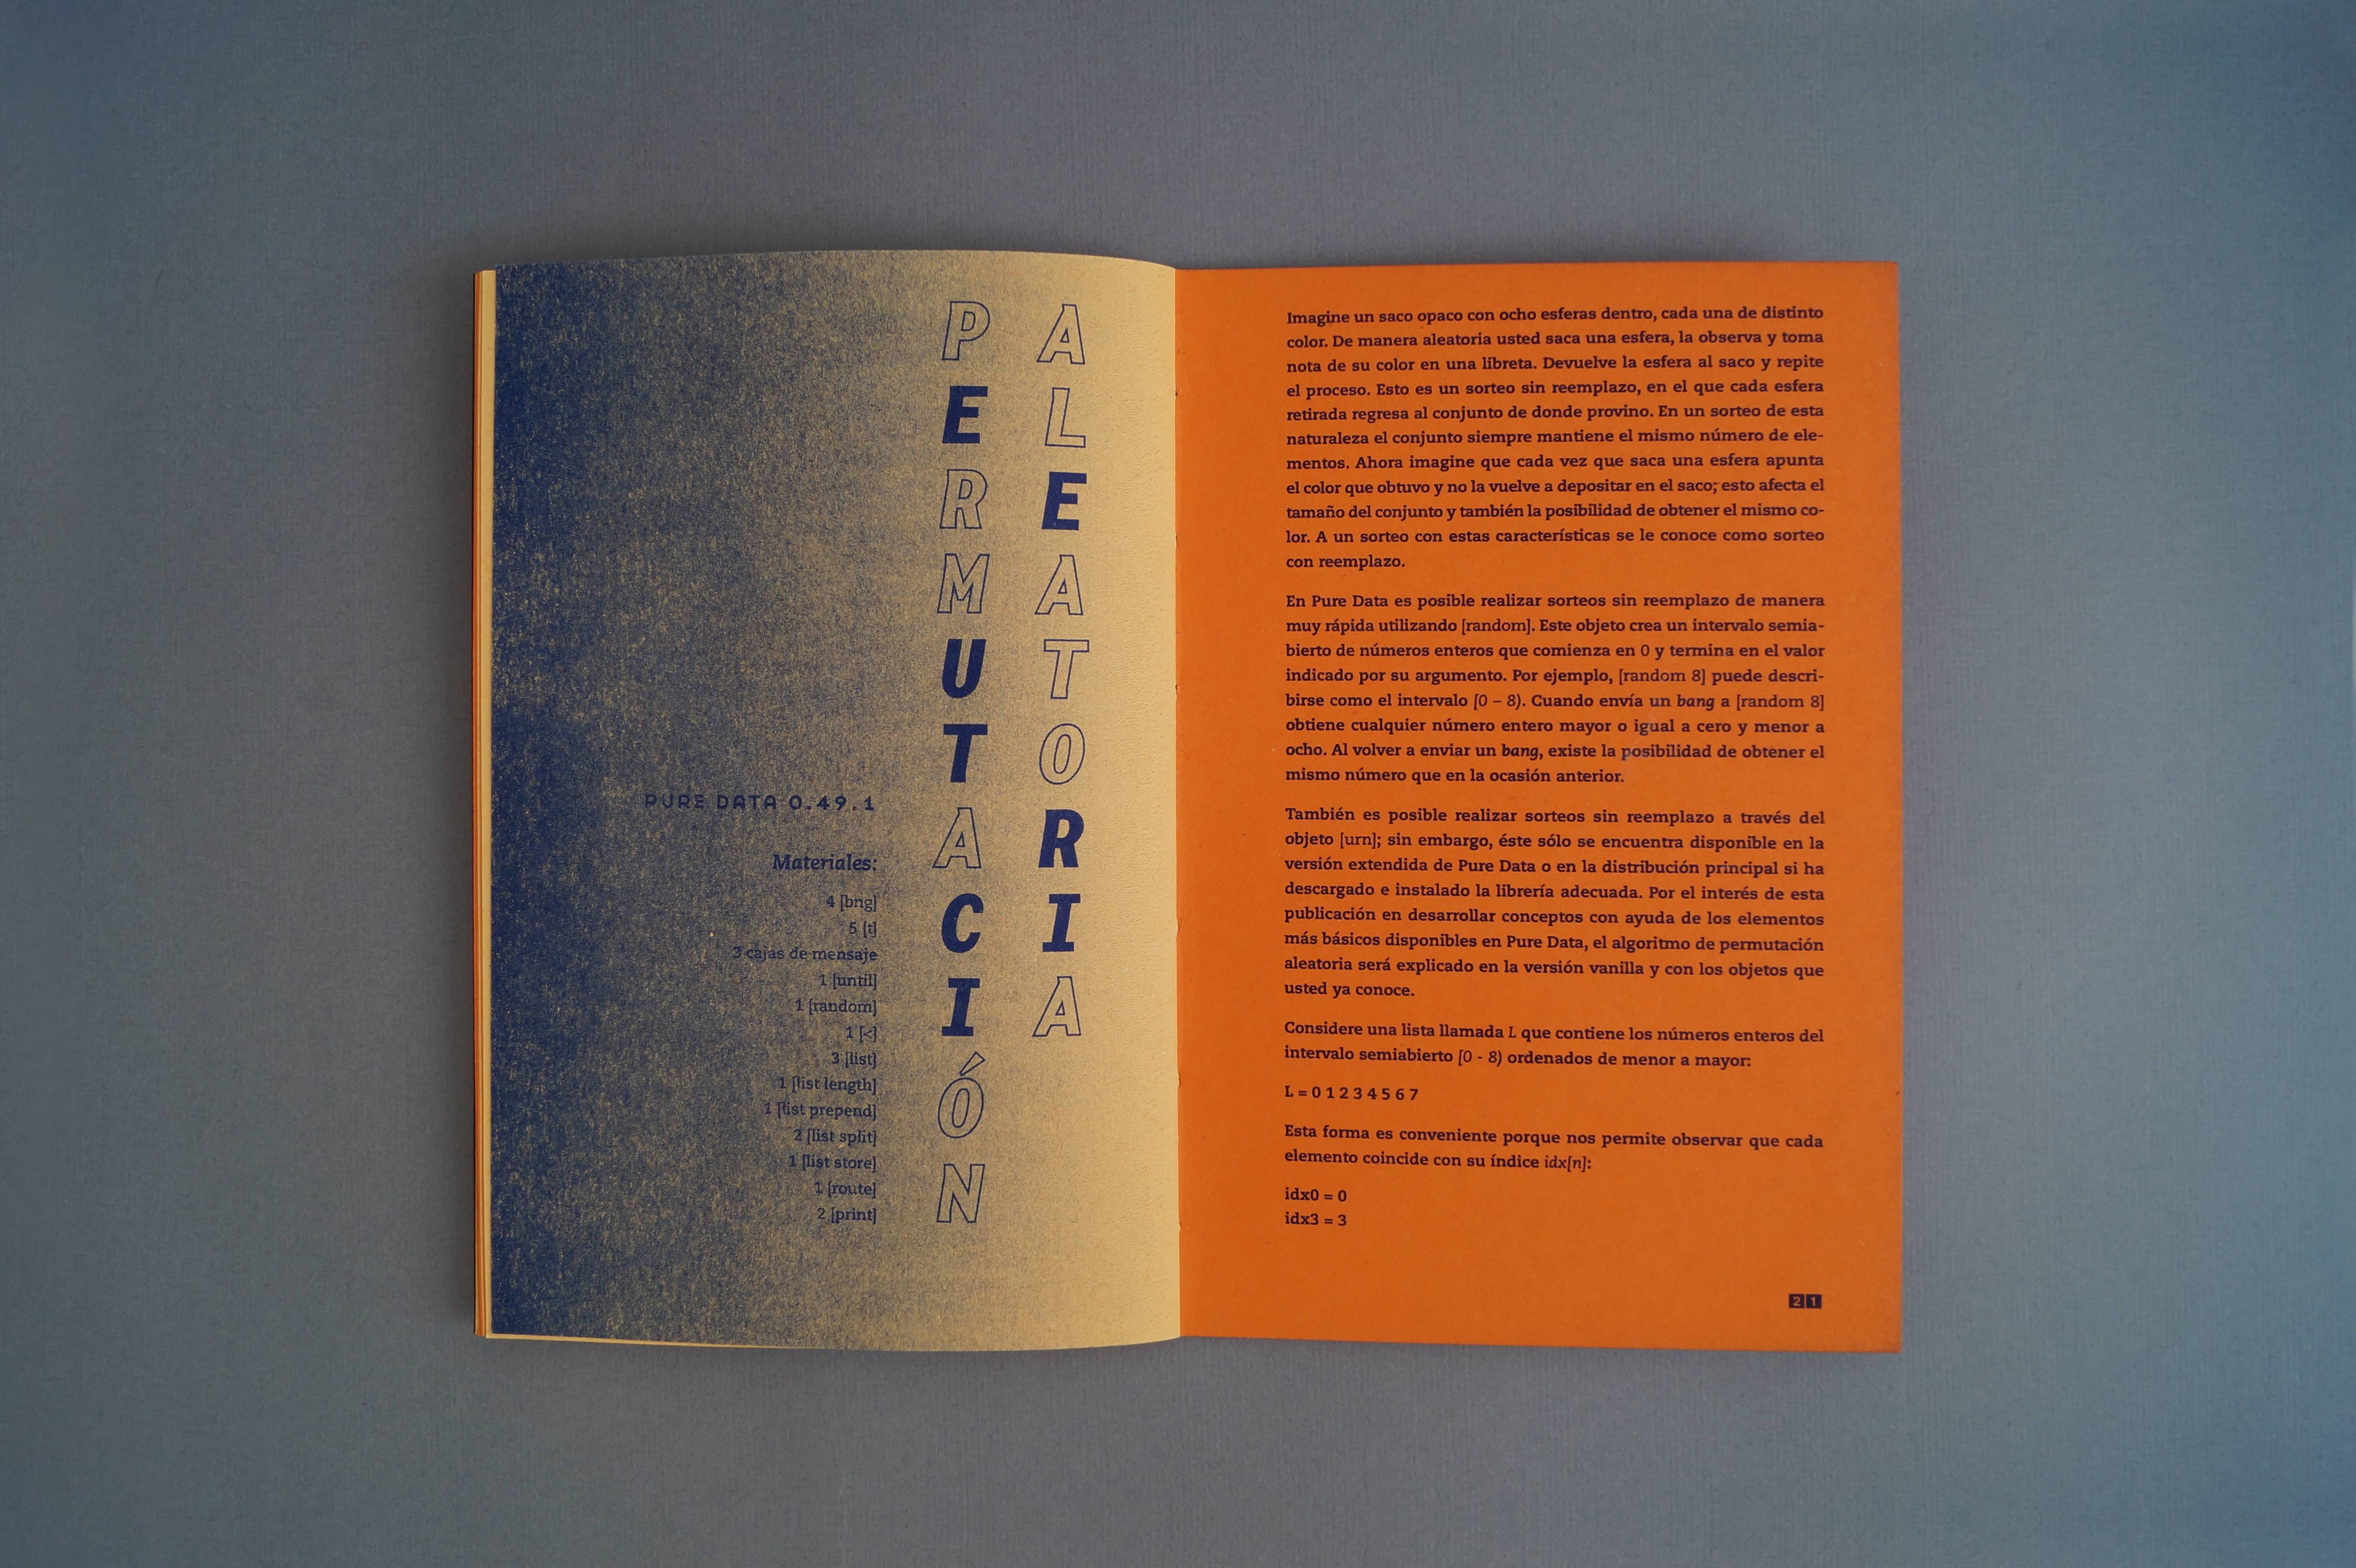 PERMUTACIÓN
ALEATORIA
PURE DATA 0.49.1
Materiales:
4 [bng]
5 [t]
3 cajas de mensaje
1 [until]
1 [random]
1 [<]
3 [list]
1 [list length]
1 [list prepend]
2 [list split]
1 [list store]
1 [route]
2 [print]
Imagine un saco opaco con ocho esferas dentro, cada una de distinto
color. De manera aleatoria usted saca una esfera, la observa y toma
nota de su color en una libreta. Devuelve la esfera al saco y repite
el proceso. Esto es un sorteo sin reemplazo, en el que cada esfera
retirada regresa al conjunto de donde provino. En un sorteo de esta
naturaleza el conjunto siempre mantiene el mismo número de ele-
mentos. Ahora imagine que cada vez que saca una esfera apunta
el color que obtuvo y no la vuelve a depositar en el saco; esto afecta el
tamaño del conjunto y también la posibilidad de obtener el mismo co-
lor. A un sorteo con estas características se le conoce como sorteo
con reemplazo.
En Pure Data es posible realizar sorteos sin reemplazo de manera
muy rápida utilizando [random]. Este objeto crea un intervalo semia-
bierto de números enteros que comienza en 0 y termina en el valor
indicado por su argumento. Por ejemplo, [random 8] puede descri-
birse como el intervalo [0 – 8). Cuando envía un bang a [random 8]
obtiene cualquier número entero mayor o igual a cero y menor a
ocho. Al volver a enviar un bang, existe la posibilidad de obtener el
mismo número que en la ocasión anterior.
También es posible realizar sorteos sin reemplazo a través del
objeto [urn]; sin embargo, éste sólo se encuentra disponible en la
versión extendida de Pure Data o en la distribución principal si ha
descargado e instalado la librería adecuada. Por el interés de esta
publicación en desarrollar conceptos con ayuda de los elementos
más básicos disponibles en Pure Data, el algoritmo de permutación
aleatoria será explicado en la versión vanilla y con los objetos que
usted ya conoce.
Considere una lista llamada L que contiene los números enteros del
intervalo semiabierto [0 - 8) ordenados de menor a mayor:
L = 0 1 2 3 4 5 6 7
Esta forma es conveniente porque nos permite observar que cada
elemento coincide con su índice idx[n]:
idx0 = 0
idx3 = 3
21